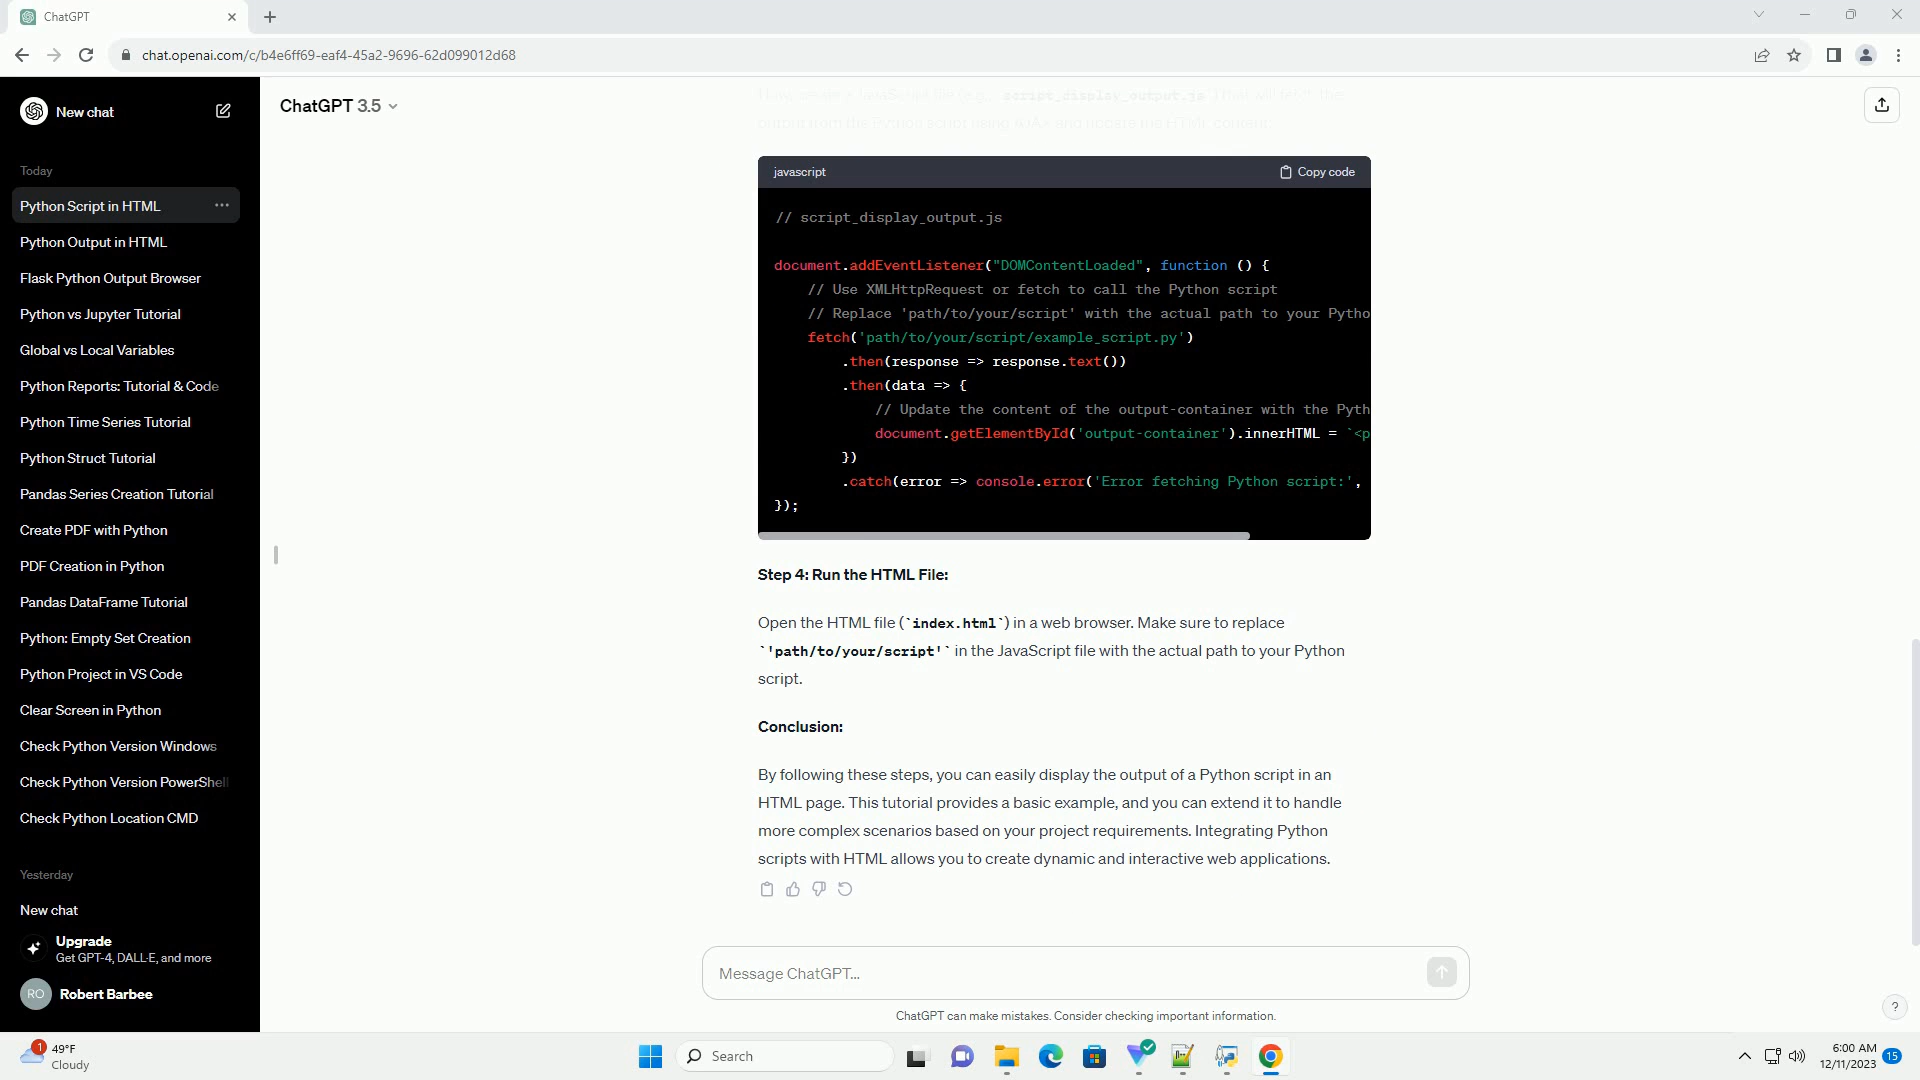 ChatGPT
chat.openai.com/c/b4e6ff69-eaf4-45a2-9696-62d099012d68
New chat
Today
Python Script in HTML
Python Output in HTML
Flask Python Output Browser
Python vs Jupyter Tutorial
Global vs Local Variables
Python Reports: Tutorial & Code
Python Time Series Tutorial
Python Struct Tutorial
Pandas Series Creation Tutorial
Create PDF with Python
PDF Creation in Python
Pandas DataFrame Tutorial
Python: Empty Set Creation
Python Project in VS Code
Clear Screen in Python
Check Python Version Windows
Check Python Version PowerShell
Check Python Location CMD
Yesterday
New chat
Upgrade
Get GPT-4, DALL·E, and more
RO
Robert Barbee
ChatGPT 3.5
javascript
Copy code
// script_display_output.js
document.addEventListener("DOMContentLoaded", function () {
// Use XMLHttpRequest or fetch to call the Python script
// Replace 'path/to/your/script' with the actual path to your Pytho
fetch('path/to/your/script/example_script.py')
.then(response => response.text())
.then(data => {
// Update the content of the output-container with the Pyth
document.getElementById('output-container').innerHTML = `<p
})
.catch(error => console.error('Error fetching Python script:',
});
Step 4: Run the HTML File:
Open the HTML file (`index.html`) in a web browser. Make sure to replace
`'path/to/your/script'` in the JavaScript file with the actual path to your Python
script.
Conclusion:
By following these steps, you can easily display the output of a Python script in an
HTML page. This tutorial provides a basic example, and you can extend it to handle
more complex scenarios based on your project requirements. Integrating Python
scripts with HTML allows you to create dynamic and interactive web applications.
Message ChatGPT...
ChatGPT can make mistakes. Consider checking important information.
?
1
49°F
Cloudy
Search
6:00 AM
12/11/2023
15